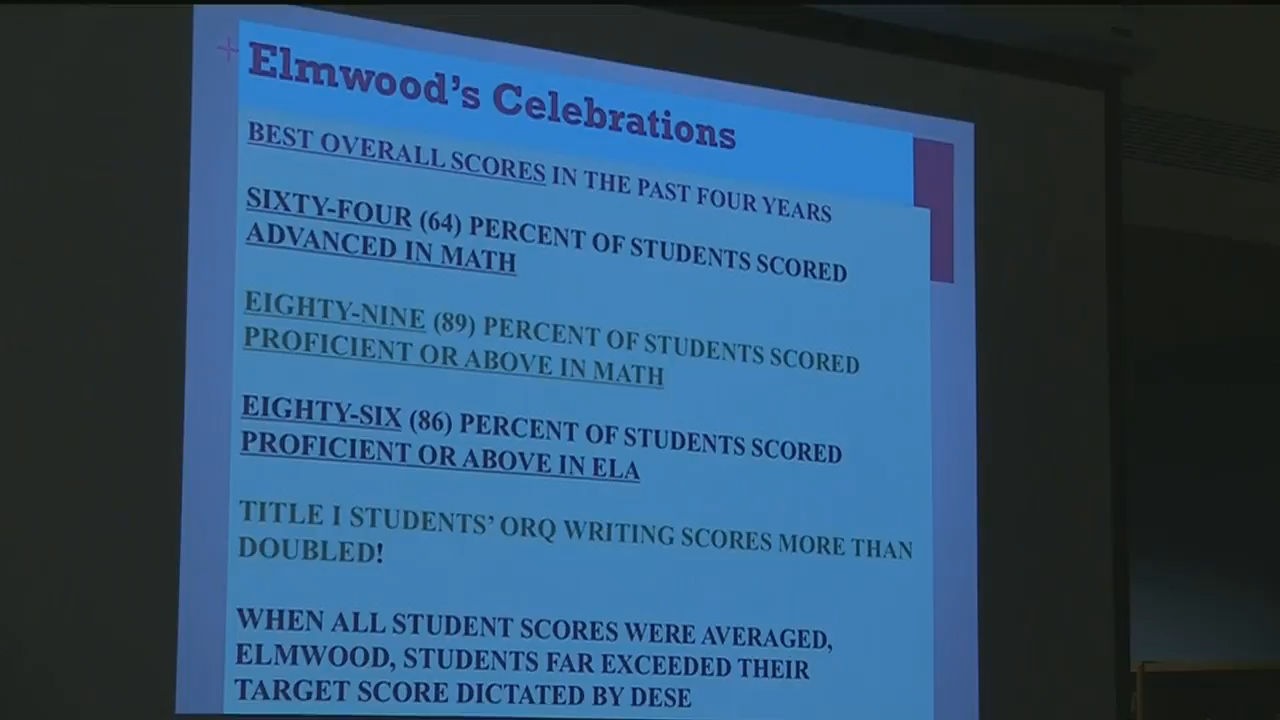 + Elmwood's Celebrations
BEST OVERALL SCORES IN THE PAST FOUR YEARS
SIXTY-FOUR (64) PERCENT OF STUDENTS SCORED
ADVANCED IN MATH
EIGHTY-NINE (89) PERCENT OF STUDENTS SCORED
PROFICIENT OR ABOVE IN MATH
EIGHTY-SIX (86) PERCENT OF STUDENTS SCORED
PROFICIENT OR ABOVE IN ELA
TITLE I STUDENTS' ORQ WRITING SCORES MORE THAN
DOUBLED!
WHEN ALL STUDENT SCORES WERE AVERAGED,
ELMWOOD, STUDENTS FAR EXCEEDED THEIR
TARGET SCORE DICTATED BY DESE